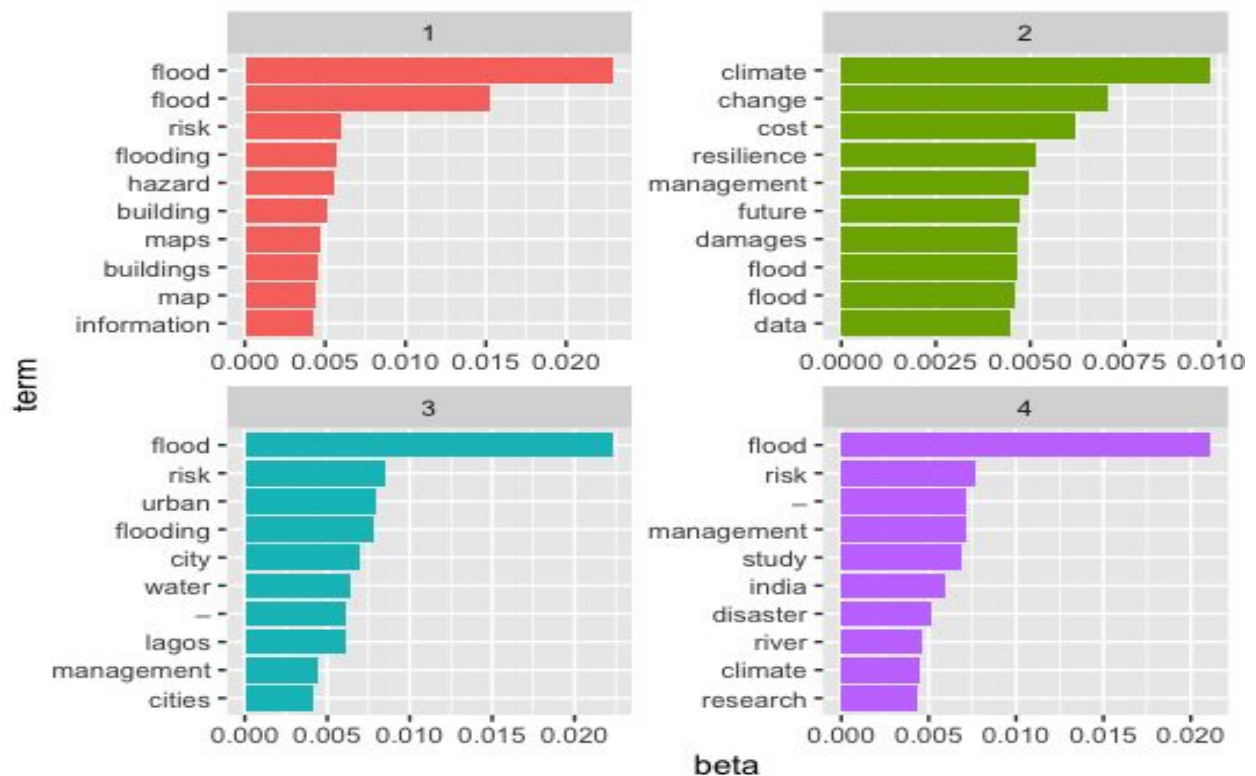 1
flood
flood
risk
flooding
hazard
building
maps
buildings
map
information
0.000 0.005 0.010 0.015 0.020
2
climate
change
cost
resilience
management
future
damages
flood
flood
data
0.0000 0.0025 0.0050 0.0075 0.010
term
3
flood
risk
urban
flooding
city
water
–
lagos
management
cities
0.000 0.005 0.010 0.015 0.020
4
flood
risk
–
management
study
india
disaster
river
climate
research
0.000 0.005 0.010 0.015 0.020
beta